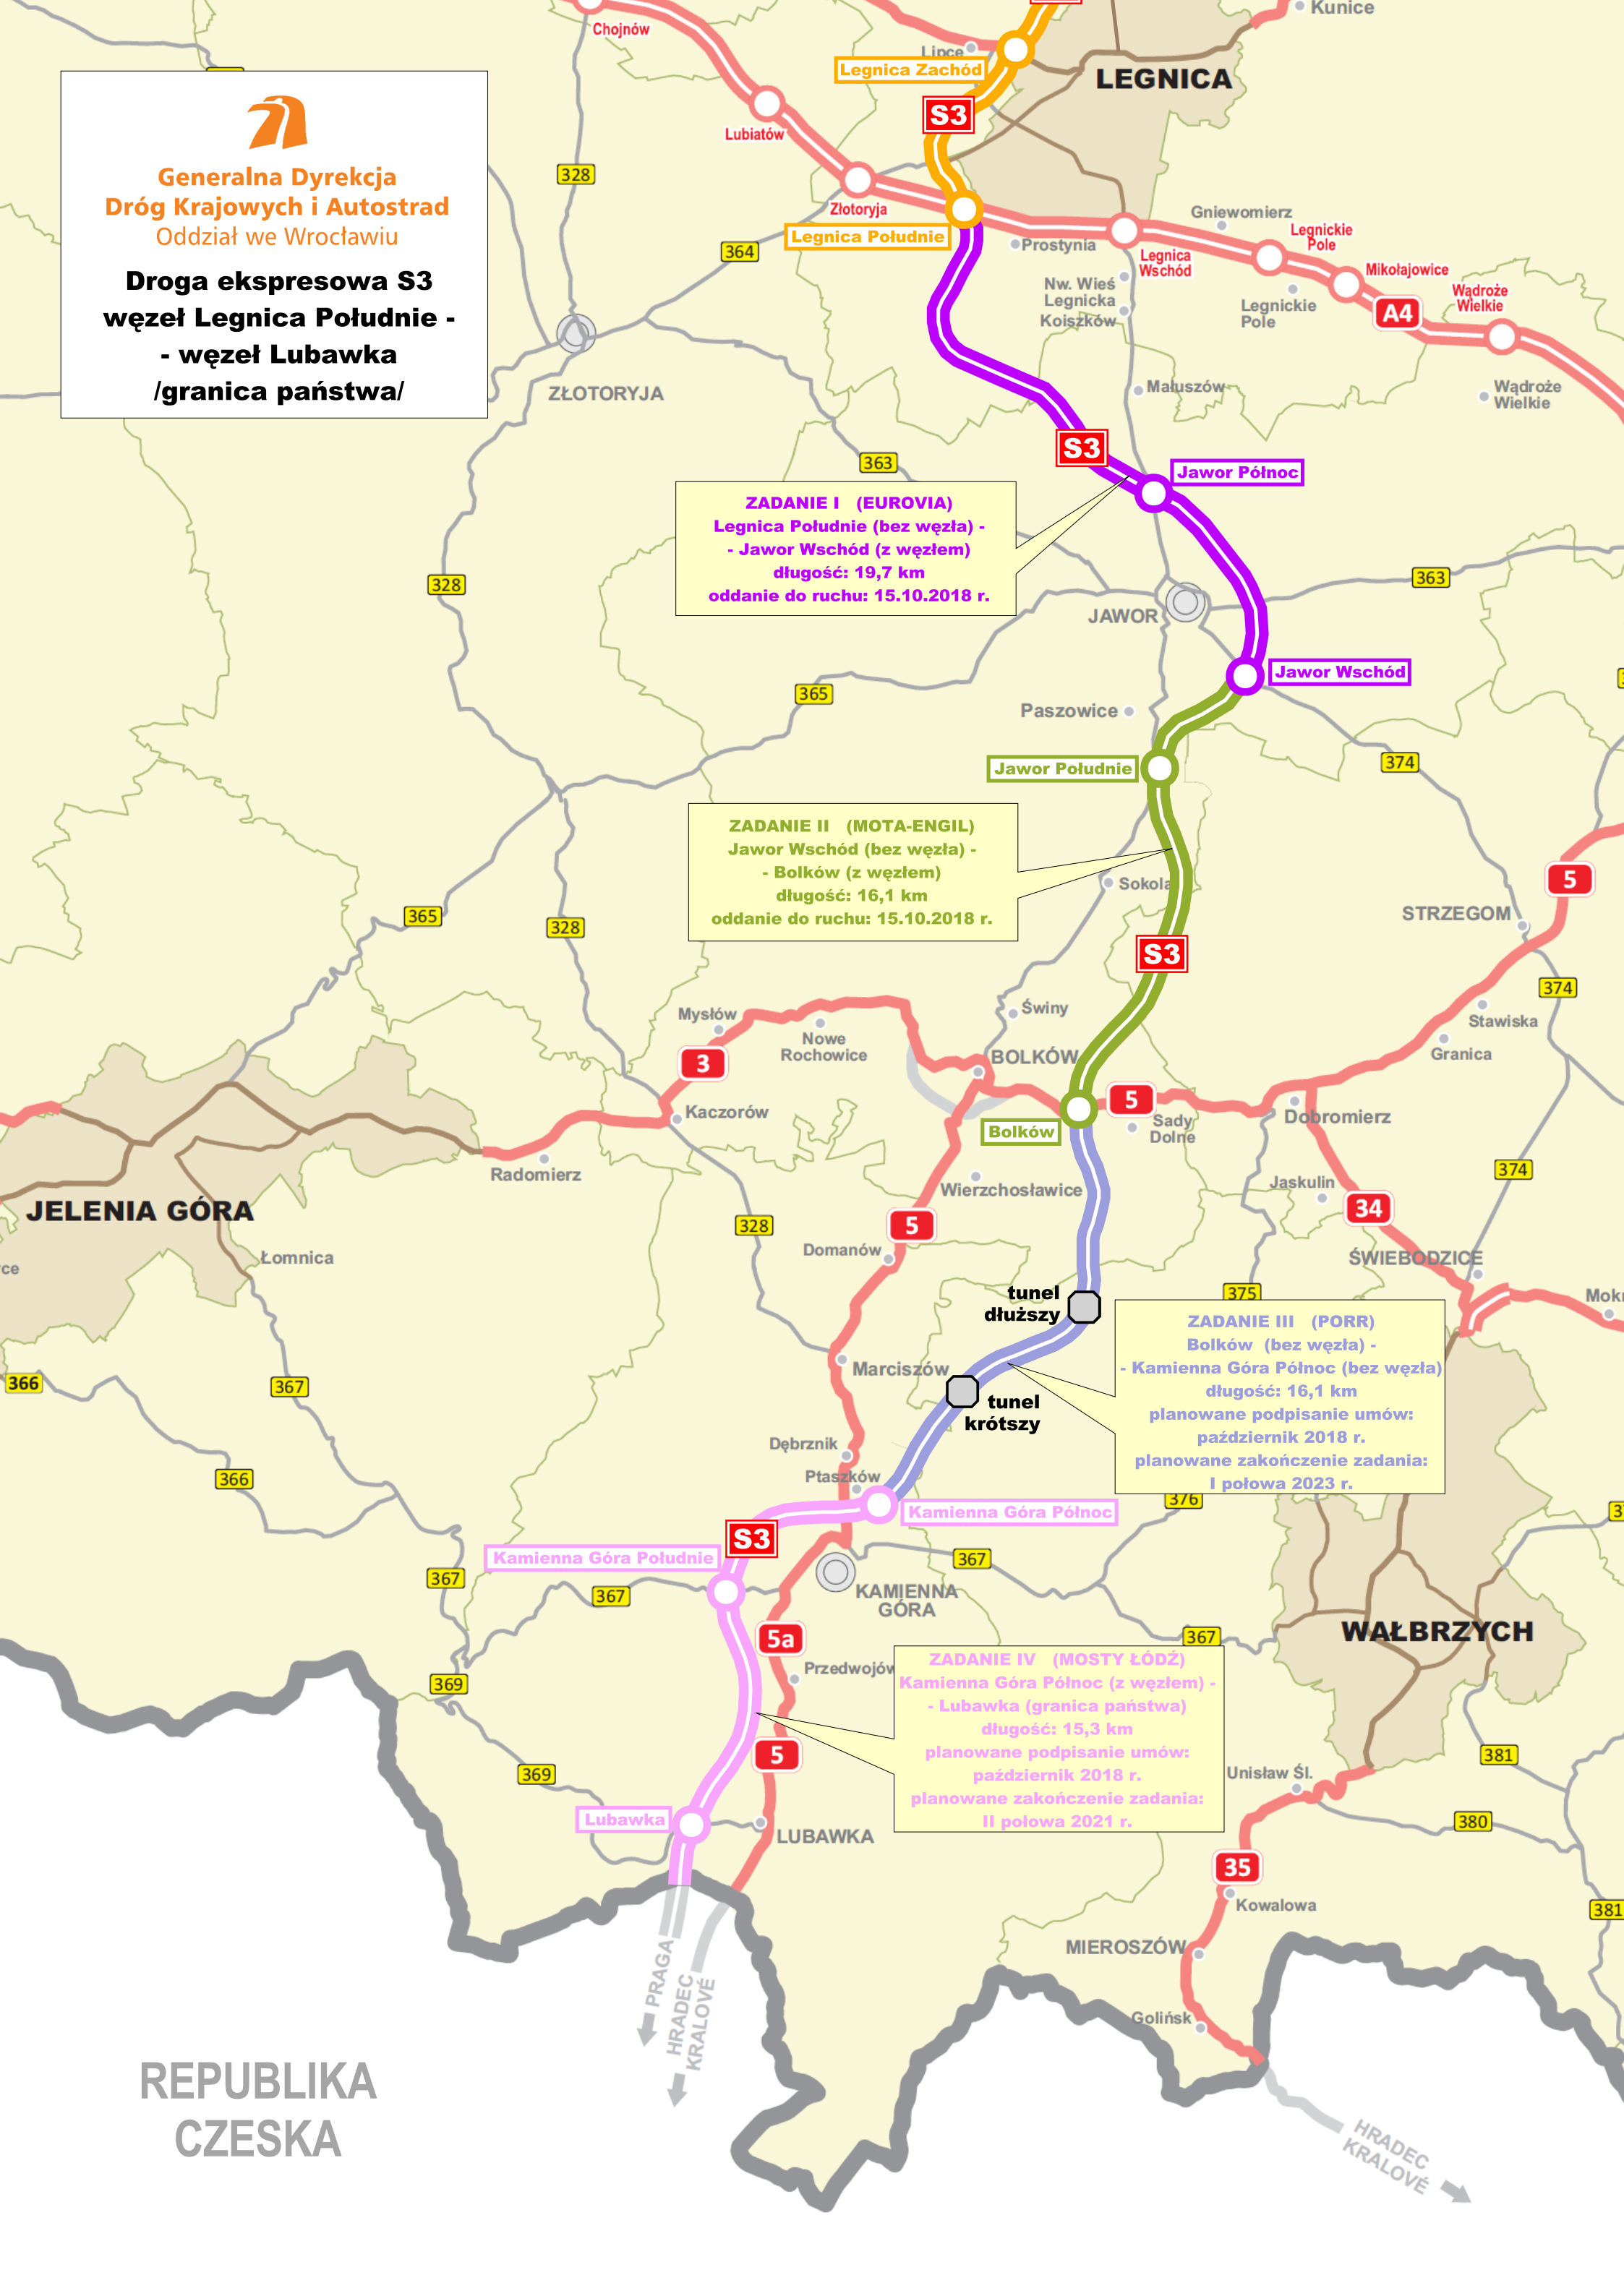 Chojnów
Kunice
Lipce
Legnica Zachód
LEGNICA
S3
Lubiatów
Generalna Dyrekcja
Dróg Krajowych i Autostrad
Oddział we Wrocławiu
Droga ekspresowa S3
węzeł Legnica Południe -
- węzeł Lubawka
/granica państwa/
328
Złotoryja
Legnica Południe
364
Prostynia
Gniewomierz
Legnica
Wschód
Legnickie
Pole
Mikołajowice
Wądroże
Wielkie
Nw. Wieś
Legnicka
Koiszków
Legnickie
Pole
A4
ZŁOTORYJA
Małuszów
Wądroże
Wielkie
S3
363
Jawor Północ
ZADANIE I (EUROVIA)
Legnica Południe (bez węzła) -
- Jawor Wschód (z węzłem)
długość: 19,7 km
oddanie do ruchu: 15.10.2018 r.
328
363
JAWOR
Jawor Wschód
365
Paszowice
Jawor Południe
374
ZADANIE II (MOTA-ENGIL)
Jawor Wschód (bez węzła) -
- Bolków (z węzłem)
długość: 16,1 km
oddanie do ruchu: 15.10.2018 r.
Sokola
5
365
328
STRZEGOM
S3
374
Mysłów
Nowe
Rochowice
Świny
Stawiska
Granica
3
BOLKÓW
5
Kaczorów
Bolków
Sady
Dolne
Dobromierz
Radomierz
Wierzchosławice
Jaskulin
374
JELENIA GÓRA
328
5
34
Łomnica
Domanów
ŚWIEBODZICE
ce
tunel
dłuższy
375
Mokr
ZADANIE III (PORR)
Bolków (bez węzła) -
- Kamienna Góra Północ (bez węzła)
długość: 16,1 km
planowane podpisanie umów:
październik 2018 r.
planowane zakończenie zadania:
I połowa 2023 r.
Marciszów
366
367
tunel
krótszy
Dębrznik
366
Ptaszków
376
Kamienna Góra Północ
S3
Kamienna Góra Południe
367
367
367
KAMIENNA
GÓRA
5a
367
WAŁBRZYCH
Przedwojów
369
ZADANIE IV (MOSTY ŁÓDŹ)
Kamienna Góra Północ (z węzłem) -
- Lubawka (granica państwa)
długość: 15,3 km
planowane podpisanie umów:
październik 2018 r.
planowane zakończenie zadania:
II połowa 2021 r.
5
369
381
Unisław Śl.
Lubawka
LUBAWKA
380
35
Kowalowa
381
MIEROSZÓW
PRAGA
HRADEC
KRALOVÉ
Golińsk
REPUBLIKA
CZESKA
HRADEC
KRALOVÉ